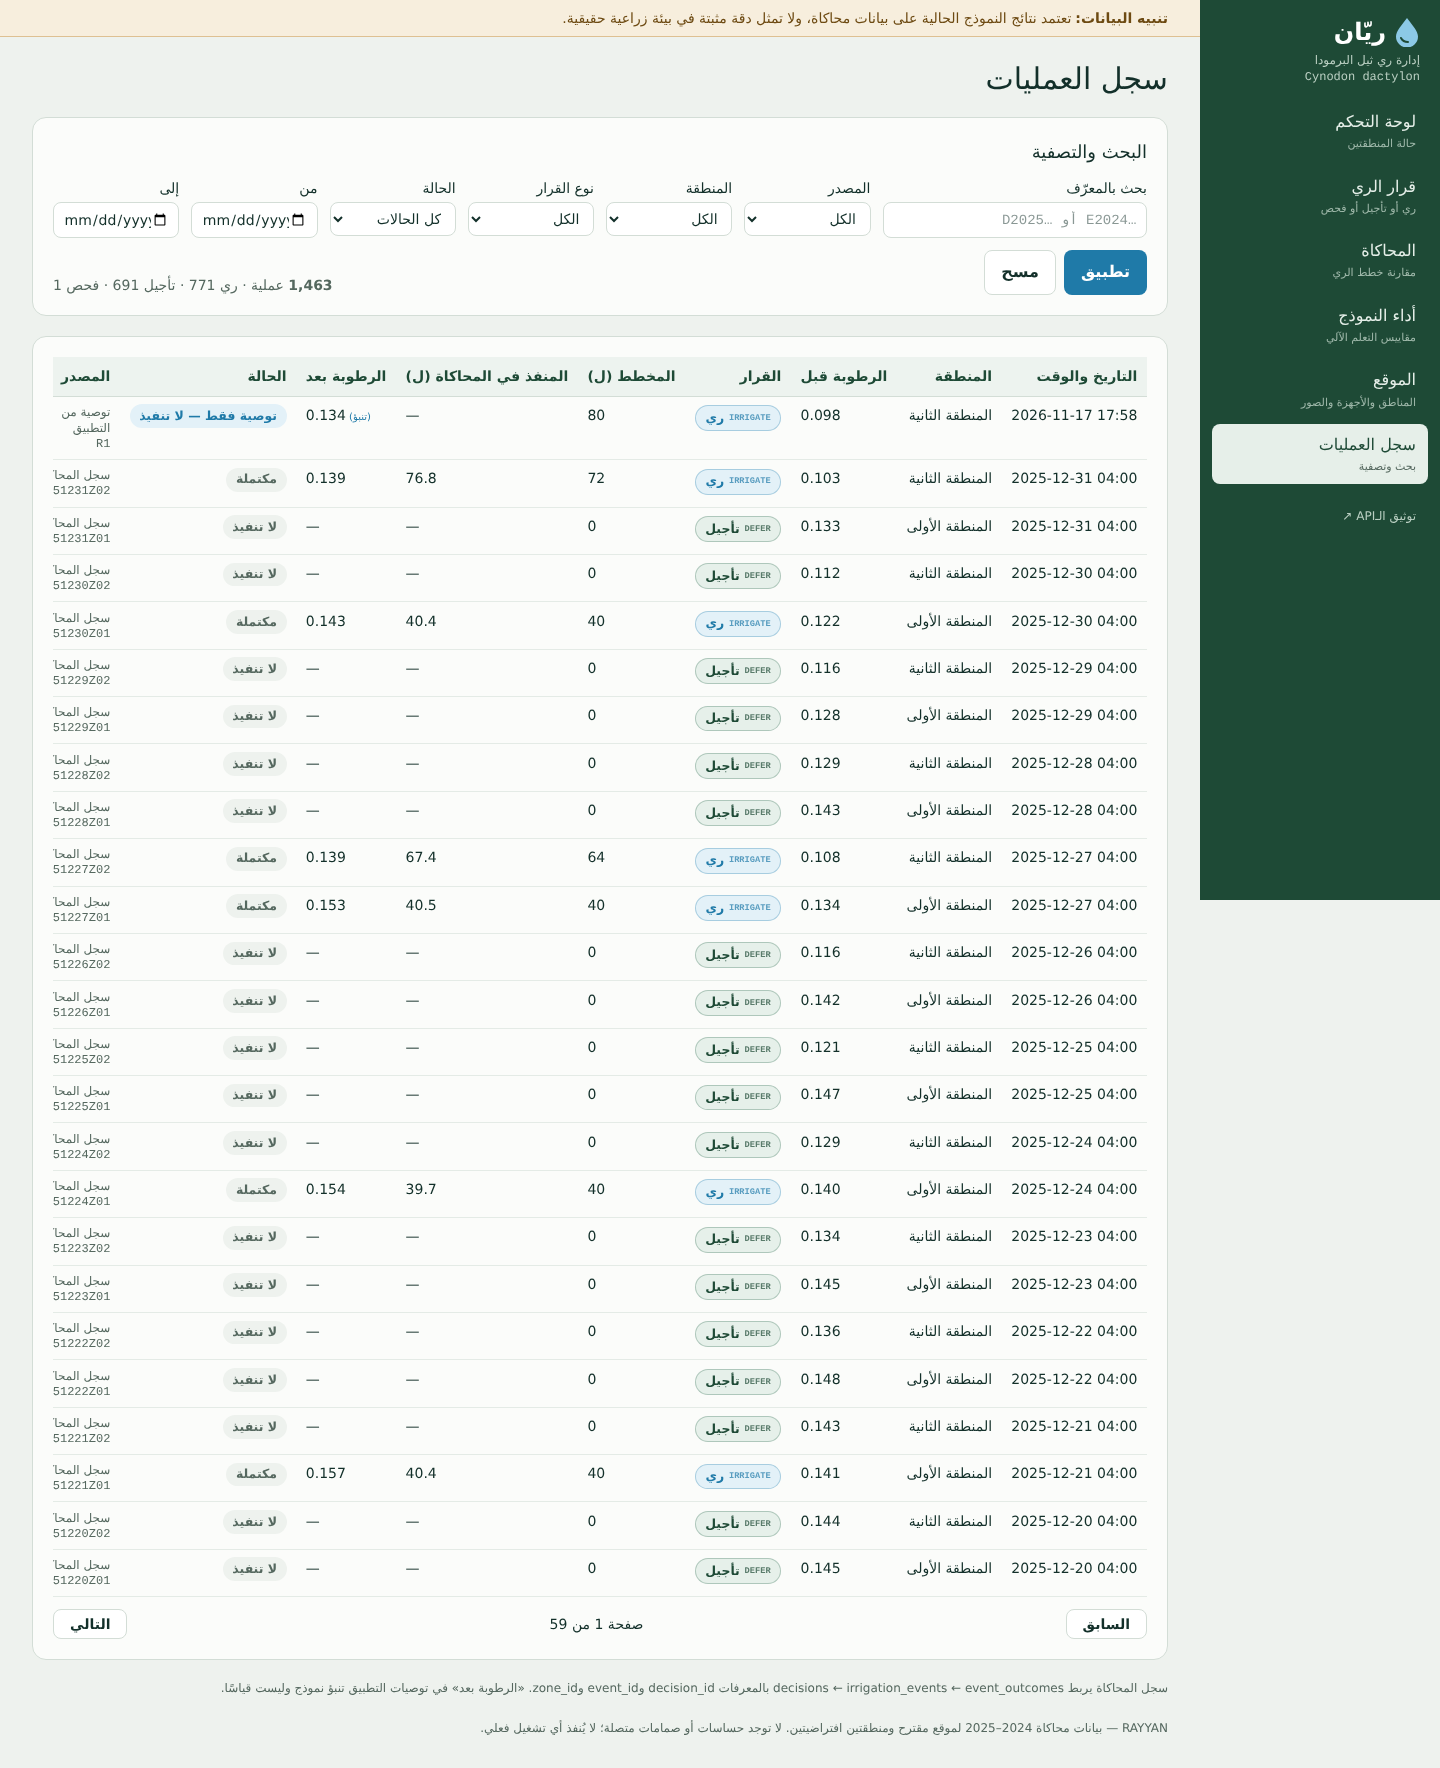 تنبيه البيانات: تعتمد نتائج النموذج الحالية على بيانات محاكاة، ولا تمثل دقة مثبتة في بيئة زراعية حقيقية.
ريّان
إدارة ري ثيل البرمودا
Cynodon dactylon
لوحة التحكم
حالة المنطقتين
قرار الري
ري أو تأجيل أو فحص
المحاكاة
مقارنة خطط الري
أداء النموذج
مقاييس التعلم الآلي
الموقع
المناطق والأجهزة والصور
سجل العمليات
بحث وتصفية
توثيق الـAPI ↗
سجل العمليات
البحث والتصفية
بحث بالمعرّف المصدر المنطقة نوع القرار الحالة من إلى
E2024… أو D2025… الكل الكل الكل كل الحالات mm/dd/yyyy mm/dd/yyyy
تطبيق مسح
1,463 عملية · ري 771 · تأجيل 691 · فحص 1
التاريخ والوقت المنطقة الرطوبة قبل القرار المخطط (ل) المنفذ في المحاكاة (ل) الرطوبة بعد الحالة المصدر
2026-11-17 17:58 المنطقة الثانية 0.098 IRRIGATE ري 80 — 0.134 (تنبؤ) توصية فقط — لا تنفيذ توصية من
التطبيق
R1
2025-12-31 04:00 المنطقة الثانية 0.103 IRRIGATE ري 72 76.8 0.139 مكتملة سجل المحا
51231Z02
2025-12-31 04:00 المنطقة الأولى 0.133 DEFER تأجيل 0 — — لا تنفيذ سجل المحا
51231Z01
2025-12-30 04:00 المنطقة الثانية 0.112 DEFER تأجيل 0 — — لا تنفيذ سجل المحا
51230Z02
2025-12-30 04:00 المنطقة الأولى 0.122 IRRIGATE ري 40 40.4 0.143 مكتملة سجل المحا
51230Z01
2025-12-29 04:00 المنطقة الثانية 0.116 DEFER تأجيل 0 — — لا تنفيذ سجل المحا
51229Z02
2025-12-29 04:00 المنطقة الأولى 0.128 DEFER تأجيل 0 — — لا تنفيذ سجل المحا
51229Z01
2025-12-28 04:00 المنطقة الثانية 0.129 DEFER تأجيل 0 — — لا تنفيذ سجل المحا
51228Z02
2025-12-28 04:00 المنطقة الأولى 0.143 DEFER تأجيل 0 — — لا تنفيذ سجل المحا
51228Z01
2025-12-27 04:00 المنطقة الثانية 0.108 IRRIGATE ري 64 67.4 0.139 مكتملة سجل المحا
51227Z02
2025-12-27 04:00 المنطقة الأولى 0.134 IRRIGATE ري 40 40.5 0.153 مكتملة سجل المحا
51227Z01
2025-12-26 04:00 المنطقة الثانية 0.116 DEFER تأجيل 0 — — لا تنفيذ سجل المحا
51226Z02
2025-12-26 04:00 المنطقة الأولى 0.142 DEFER تأجيل 0 — — لا تنفيذ سجل المحا
51226Z01
2025-12-25 04:00 المنطقة الثانية 0.121 DEFER تأجيل 0 — — لا تنفيذ سجل المحا
51225Z02
2025-12-25 04:00 المنطقة الأولى 0.147 DEFER تأجيل 0 — — لا تنفيذ سجل المحا
51225Z01
2025-12-24 04:00 المنطقة الثانية 0.129 DEFER تأجيل 0 — — لا تنفيذ سجل المحا
51224Z02
2025-12-24 04:00 المنطقة الأولى 0.140 IRRIGATE ري 40 39.7 0.154 مكتملة سجل المحا
51224Z01
2025-12-23 04:00 المنطقة الثانية 0.134 DEFER تأجيل 0 — — لا تنفيذ سجل المحا
51223Z02
2025-12-23 04:00 المنطقة الأولى 0.145 DEFER تأجيل 0 — — لا تنفيذ سجل المحا
51223Z01
2025-12-22 04:00 المنطقة الثانية 0.136 DEFER تأجيل 0 — — لا تنفيذ سجل المحا
51222Z02
2025-12-22 04:00 المنطقة الأولى 0.148 DEFER تأجيل 0 — — لا تنفيذ سجل المحا
51222Z01
2025-12-21 04:00 المنطقة الثانية 0.143 DEFER تأجيل 0 — — لا تنفيذ سجل المحا
51221Z02
2025-12-21 04:00 المنطقة الأولى 0.141 IRRIGATE ري 40 40.4 0.157 مكتملة سجل المحا
51221Z01
2025-12-20 04:00 المنطقة الثانية 0.144 DEFER تأجيل 0 — — لا تنفيذ سجل المحا
51220Z02
2025-12-20 04:00 المنطقة الأولى 0.145 DEFER تأجيل 0 — — لا تنفيذ سجل المحا
51220Z01
السابق صفحة 1 من 59 التالي
سجل المحاكاة يربط decisions ← irrigation_events ← event_outcomes بالمعرفات decision_id وevent_id وzone_id. «الرطوبة بعد» في توصيات التطبيق تنبؤ نموذج وليست قياسًا.
RAYYAN — بيانات محاكاة 2024–2025 لموقع مقترح ومنطقتين افتراضيتين. لا توجد حساسات أو صمامات متصلة؛ لا يُنفذ أي تشغيل فعلي.